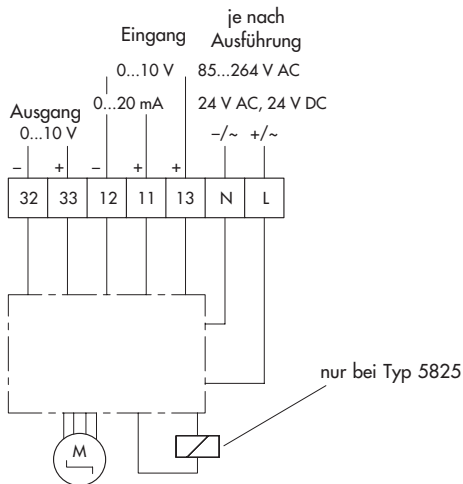 je nach
Eingang Ausführung
0...10 V 85...264 V AC
Ausgang 0...20 mA 24 V AC, 24 V DC
0...10 V –/~ +/~
– + – + +
32 33 12 11 13 N L
nur bei Typ 5825
M